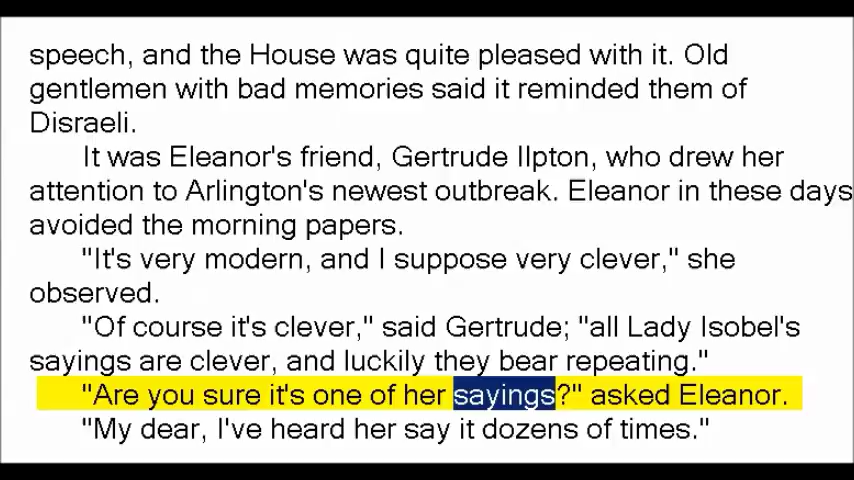 speech, and the House was quite pleased with it. Old
gentlemen with bad memories said it reminded them of
Disraeli.
It was Eleanor's friend, Gertrude Ilpton, who drew her
attention to Arlington's newest outbreak. Eleanor in these days
avoided the morning papers.
"It's very modern, and I suppose very clever," she
observed.
"Of course it's clever," said Gertrude; "all Lady Isobel's
sayings are clever, and luckily they bear repeating."
"Are you sure it's one of her sayings?" asked Eleanor.
"My dear, I've heard her say it dozens of times."